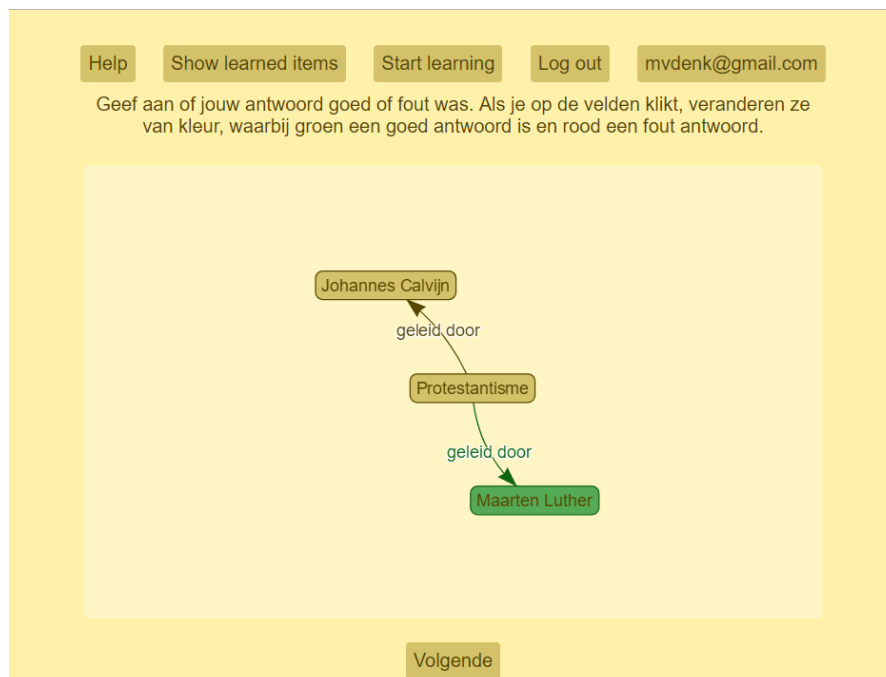 Help
Show learned items
Start learning
Log out
mvdenk@gmail.com
Geef aan of jouw antwoord goed of fout was. Als je op de velden klikt, veranderen ze
van kleur, waarbij groen een goed antwoord is en rood een fout antwoord.
Johannes Calvijn
geleid door
Protestantisme
geleid door
Maarten Luther
Volgende